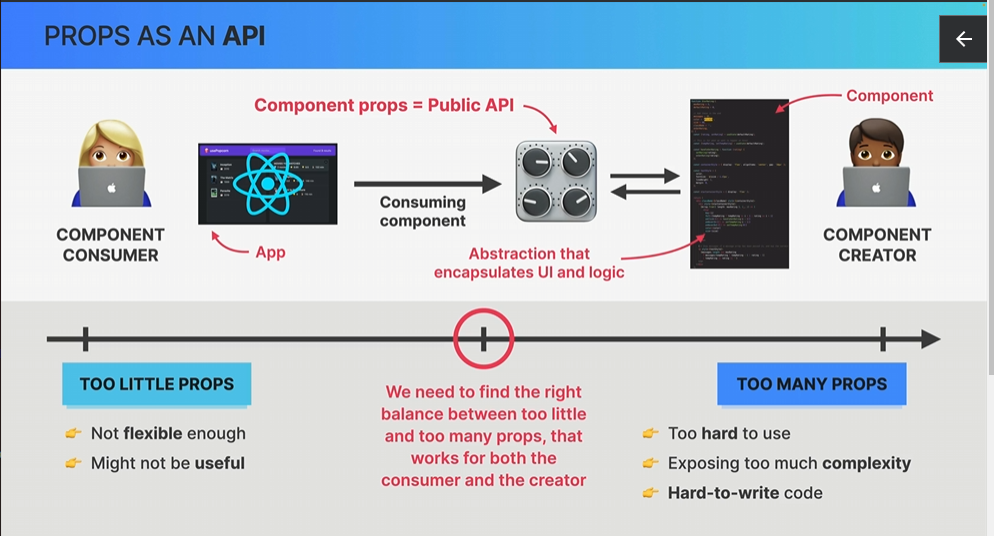 PROPS AS AN API
Component props = Public API
Component
Consuming
component
COMPONENT
CONSUMER
App
Abstraction that
encapsulates UI and logic
COMPONENT
CREATOR
TOO LITTLE PROPS
👉 Not flexible enough
👉 Might not be useful
We need to find the right
balance between too little
and too many props, that
works for both the
consumer and the creator
TOO MANY PROPS
👉 Too hard to use
👉 Exposing too much complexity
👉 Hard-to-write code